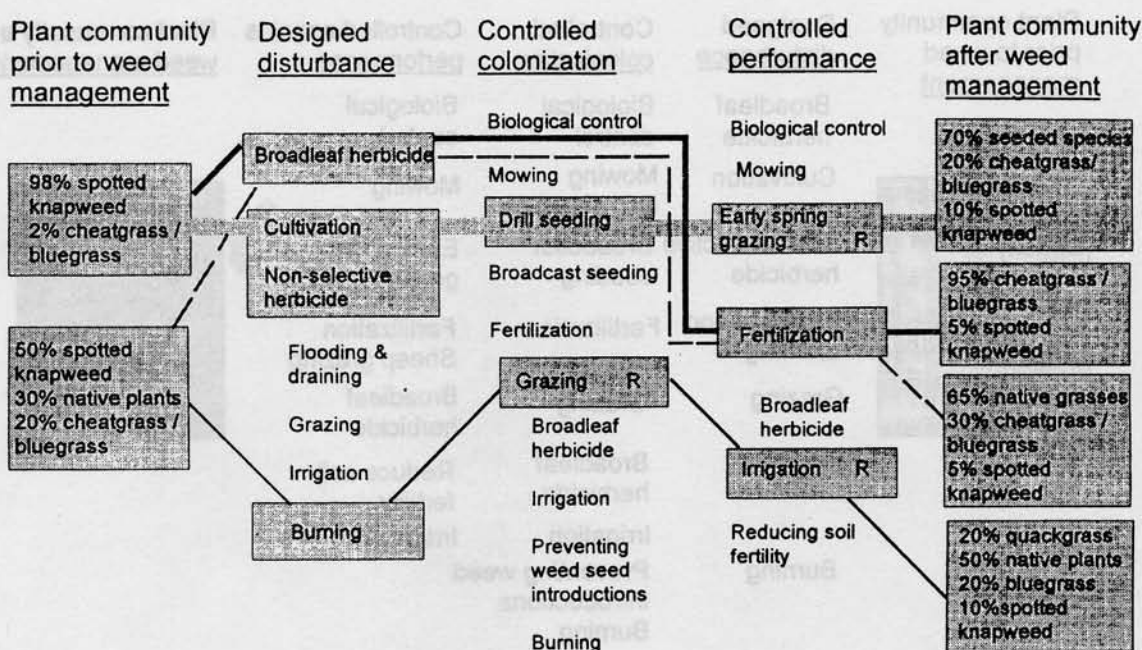 Plant community
prior to weed
management
Designed
disturbance
Controlled
colonization
Controlled
performance
Plant community
after weed
management
98% spotted
knapweed
2% cheatgrass /
bluegrass
50% spotted
knapweed
30% native plants
20% cheatgrass /
bluegrass
Broadleaf herbicide
Cultivation
Non-selective
herbicide
Flooding &
draining
Grazing
Irrigation
Burning
Biological control
Mowing
Drill seeding
Broadcast seeding
Fertilization
Grazing R
Broadleaf
herbicide
Irrigation
Preventing
weed seed
introductions
Burning
Biological control
Mowing
Early spring
grazing R
Fertilization
Broadleaf
herbicide
Irrigation R
Reducing soil
fertility
70% seeded species
20% cheatgrass/
bluegrass
10% spotted
knapweed
95% cheatgrass /
bluegrass
5% spotted
knapweed
65% native grasses
30% cheatgrass /
bluegrass
5% spotted
knapweed
20% quackgrass
50% native plants
20% bluegrass
10%spotted
knapweed